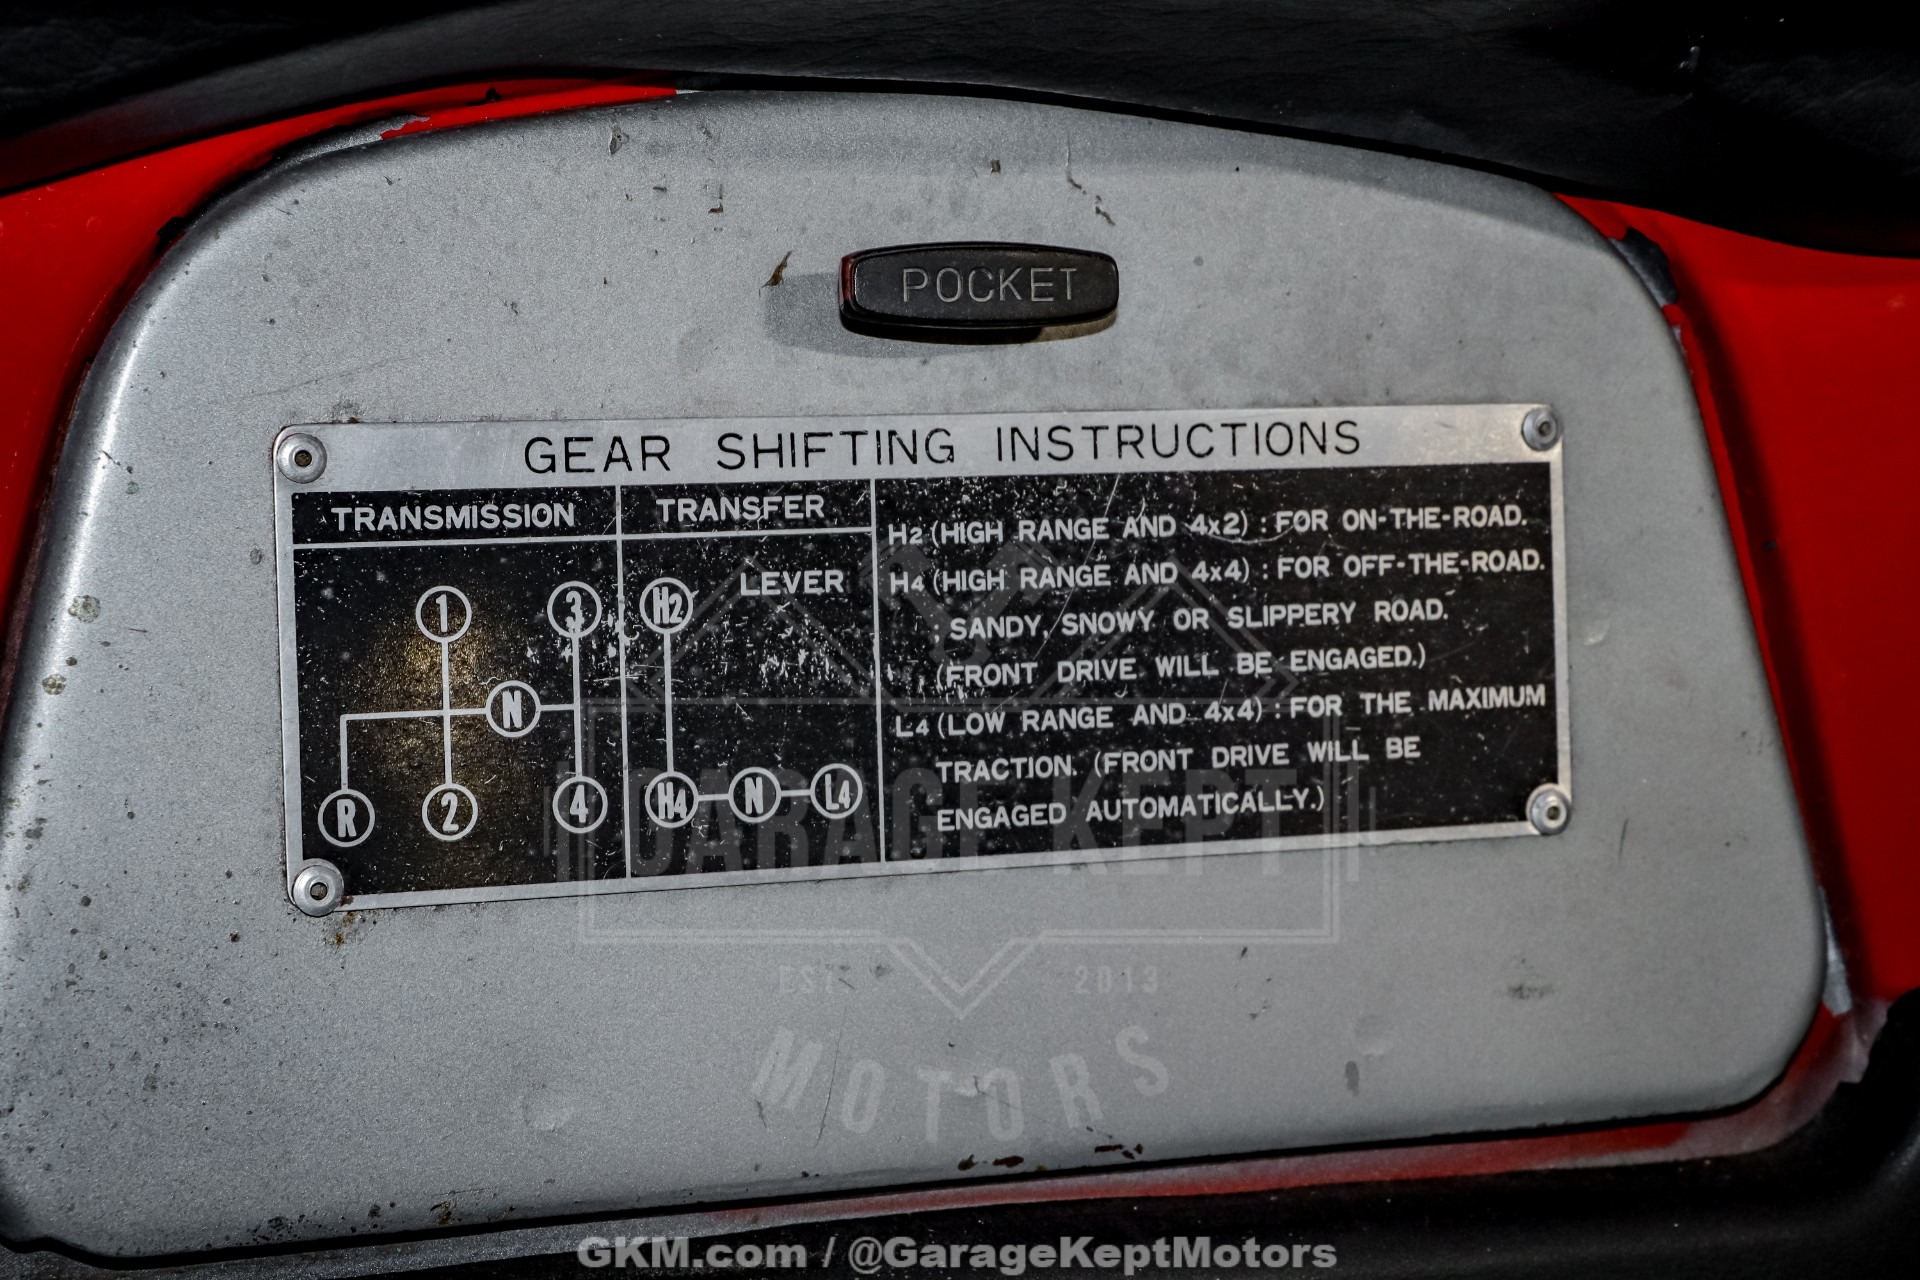 POCKET
GEAR SHIFTING INSTRUCTIONS
TRANSMISSION
1 3
N
R 2 4
TRANSFER
H2 LEVER
H4 N L4
H2 (HIGH RANGE AND 4x2) : FOR ON-THE-ROAD.
H4 (HIGH RANGE AND 4x4) : FOR OFF-THE-ROAD.
: SANDY, SNOWY OR SLIPPERY ROAD.
(FRONT DRIVE WILL BE ENGAGED.)
L4 (LOW RANGE AND 4x4) : FOR THE MAXIMUM
TRACTION. (FRONT DRIVE WILL BE
ENGAGED AUTOMATICALLY.)
GARAGE KEPT
EST 2013
MOTORS
GKM.com / @GarageKeptMotors